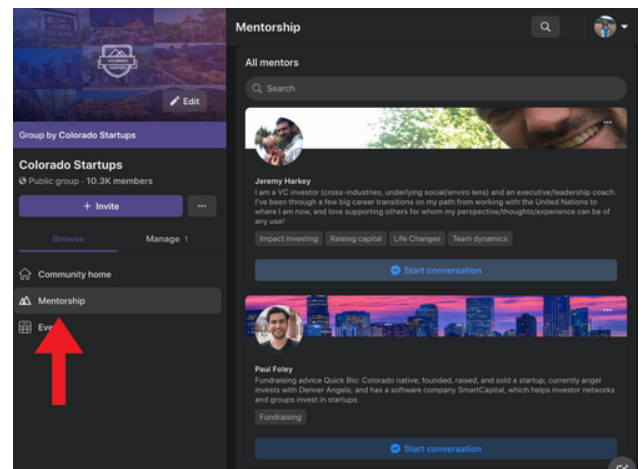 WELCOME TO
COLORADO
Edit
Group by Colorado Startups
Colorado Startups
Public group · 10.3K members
+ Invite
...
Browse
Manage 1
Community home
Mentorship
Eve
Mentorship
All mentors
Search
...
Jeremy Harkey
I am a VC investor (cross-industries, underlying social/enviro lens) and an executive/leadership coach.
I've been through a few big career transitions on my path from working with the United Nations to
where I am now, and love supporting others for whom my perspective/thoughts/experience can be of
any use!
Impact investing Raising capital Life Changes Team dynamics
Start conversation
...
Paul Foley
Fundraising advice Quick Bio: Colorado native; founded, raised, and sold a startup; currently angel
invests with Denver Angels; and has a software company SmartCapital, which helps investor networks
and groups invest in startups.
Fundraising
Start conversation